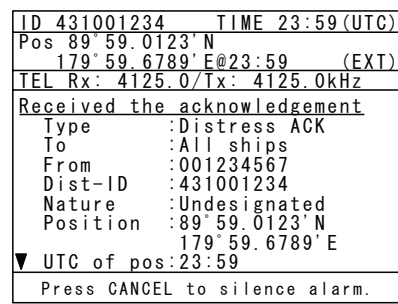 ID 431001234 TIME 23:59(UTC)
Pos 89°59.0123'N
179°59.6789'E@23:59 (EXT)
TEL Rx: 4125.0/Tx: 4125.0kHz
Received the acknowledgement
Type :Distress ACK
To :All ships
From :001234567
Dist-ID :431001234
Nature :Undesignated
Position :89°59.0123'N
179°59.6789'E
▼ UTC of pos:23:59
Press CANCEL to silence alarm.